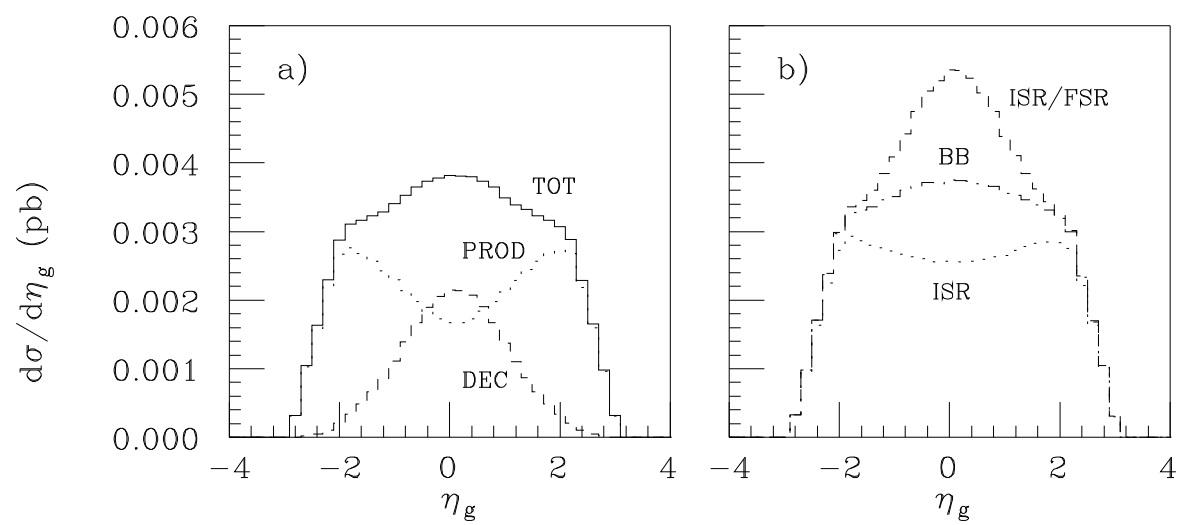 0.006
0.005
0.004
0.003
0.002
0.001
0.000
dσ/dη_g (pb)
a)
TOT
PROD
DEC
−4 −2 0 2 4
η_g
b)
ISR/FSR
BB
ISR
−4 −2 0 2 4
η_g